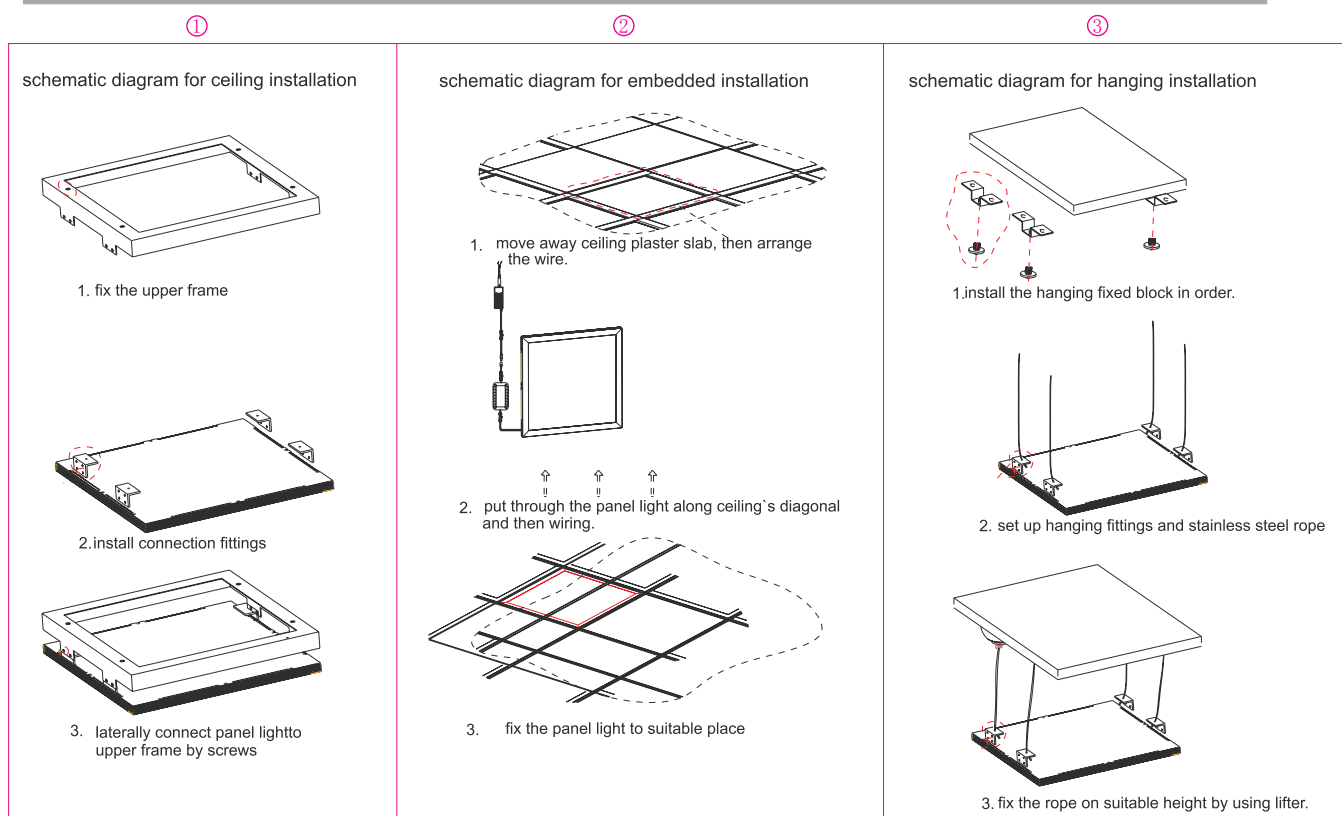 ①
schematic diagram for ceiling installation
1. fix the upper frame
2.install connection fittings
3. laterally connect panel lightto
upper frame by screws
②
schematic diagram for embedded installation
1. move away ceiling plaster slab, then arrange
the wire.
2. put through the panel light along ceiling`s diagonal
and then wiring.
3. fix the panel light to suitable place
③
schematic diagram for hanging installation
1.install the hanging fixed block in order.
2. set up hanging fittings and stainless steel rope
3. fix the rope on suitable height by using lifter.